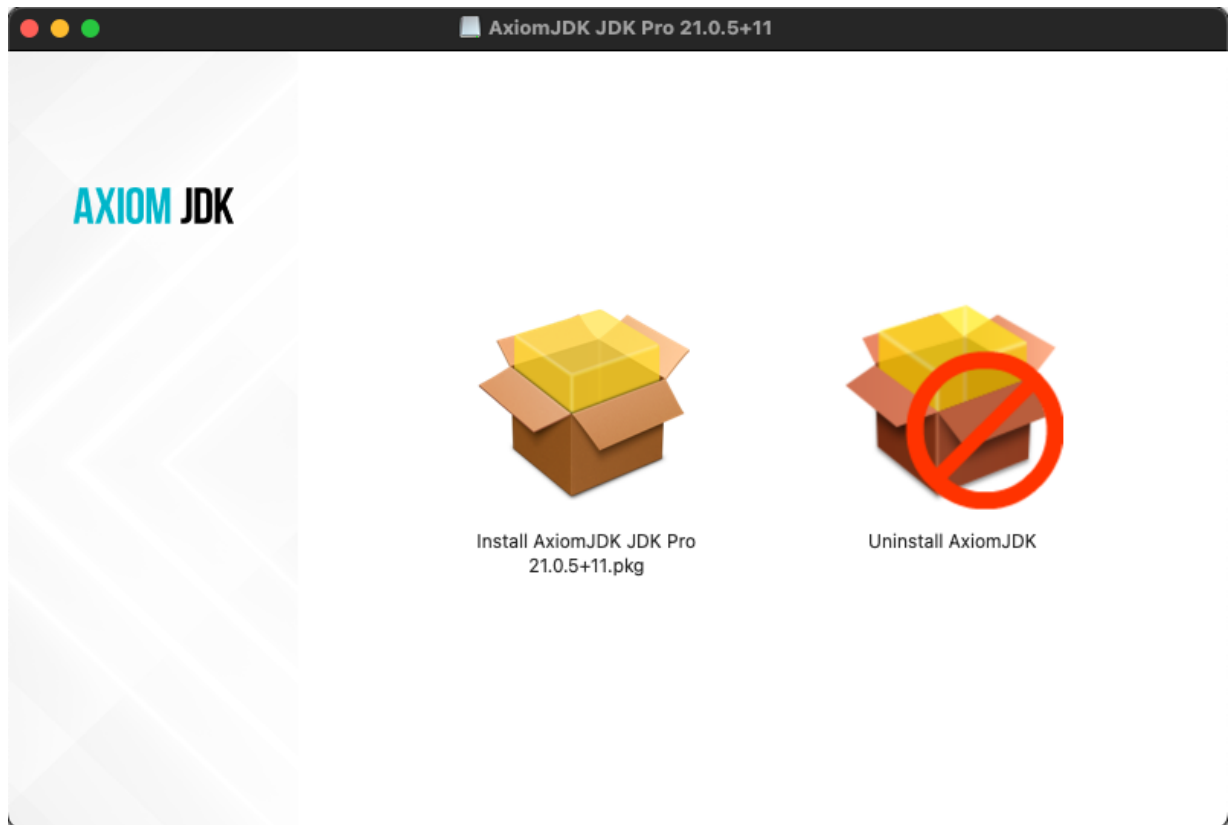 AxiomJDK JDK Pro 21.0.5+11
AXIOM JDK
Install AxiomJDK JDK Pro
21.0.5+11.pkg
Uninstall AxiomJDK